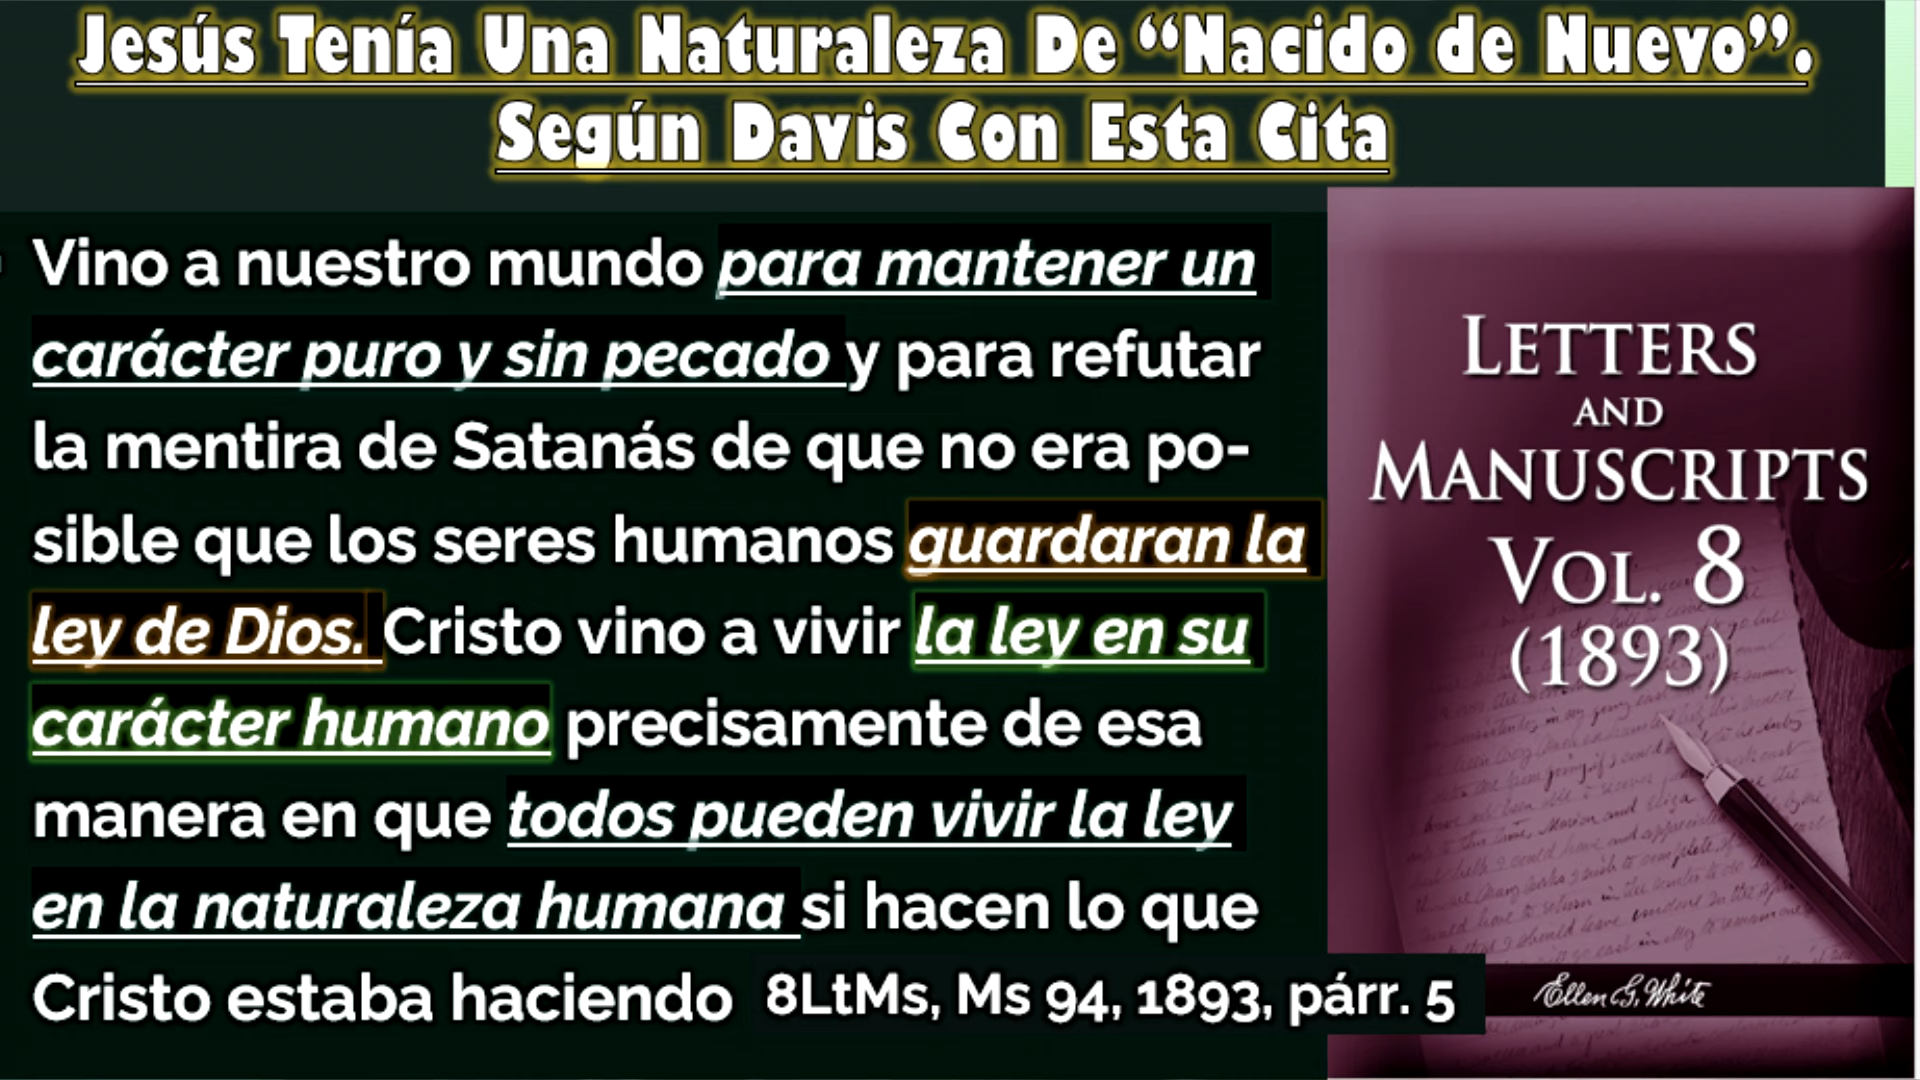 Jesús Tenía Una Naturaleza De “Nacido de Nuevo”.
Según Davis Con Esta Cita
Vino a nuestro mundo para mantener un
carácter puro y sin pecado y para refutar
la mentira de Satanás de que no era po-
sible que los seres humanos guardaran la
ley de Dios. Cristo vino a vivir la ley en su
carácter humano precisamente de esa
manera en que todos pueden vivir la ley
en la naturaleza humana si hacen lo que
Cristo estaba haciendo 8LtMs, Ms 94, 1893, párr. 5
LETTERS
AND
MANUSCRIPTS
VOL. 8
(1893)
Ellen G. White